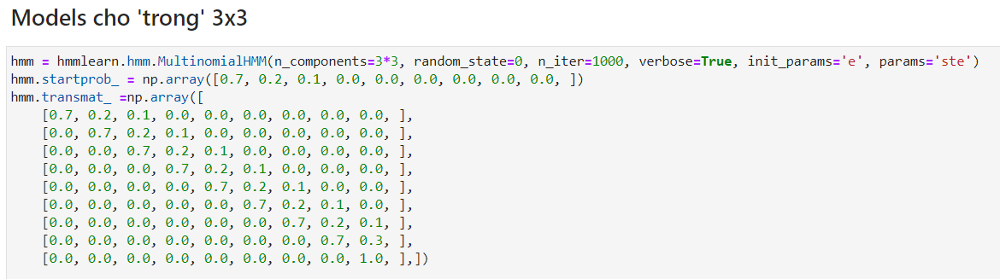 Models cho 'trong' 3x3
hmm = hmmlearn.hmm.MultinomialHMM(n_components=3*3, random_state=0, n_iter=1000, verbose=True, init_params='e', params='ste')
hmm.startprob_ = np.array([0.7, 0.2, 0.1, 0.0, 0.0, 0.0, 0.0, 0.0, 0.0, ])
hmm.transmat_ =np.array([
    [0.7, 0.2, 0.1, 0.0, 0.0, 0.0, 0.0, 0.0, 0.0, ],
    [0.0, 0.7, 0.2, 0.1, 0.0, 0.0, 0.0, 0.0, 0.0, ],
    [0.0, 0.0, 0.7, 0.2, 0.1, 0.0, 0.0, 0.0, 0.0, ],
    [0.0, 0.0, 0.0, 0.7, 0.2, 0.1, 0.0, 0.0, 0.0, ],
    [0.0, 0.0, 0.0, 0.0, 0.7, 0.2, 0.1, 0.0, 0.0, ],
    [0.0, 0.0, 0.0, 0.0, 0.0, 0.7, 0.2, 0.1, 0.0, ],
    [0.0, 0.0, 0.0, 0.0, 0.0, 0.0, 0.7, 0.2, 0.1, ],
    [0.0, 0.0, 0.0, 0.0, 0.0, 0.0, 0.0, 0.7, 0.3, ],
    [0.0, 0.0, 0.0, 0.0, 0.0, 0.0, 0.0, 0.0, 1.0, ],])